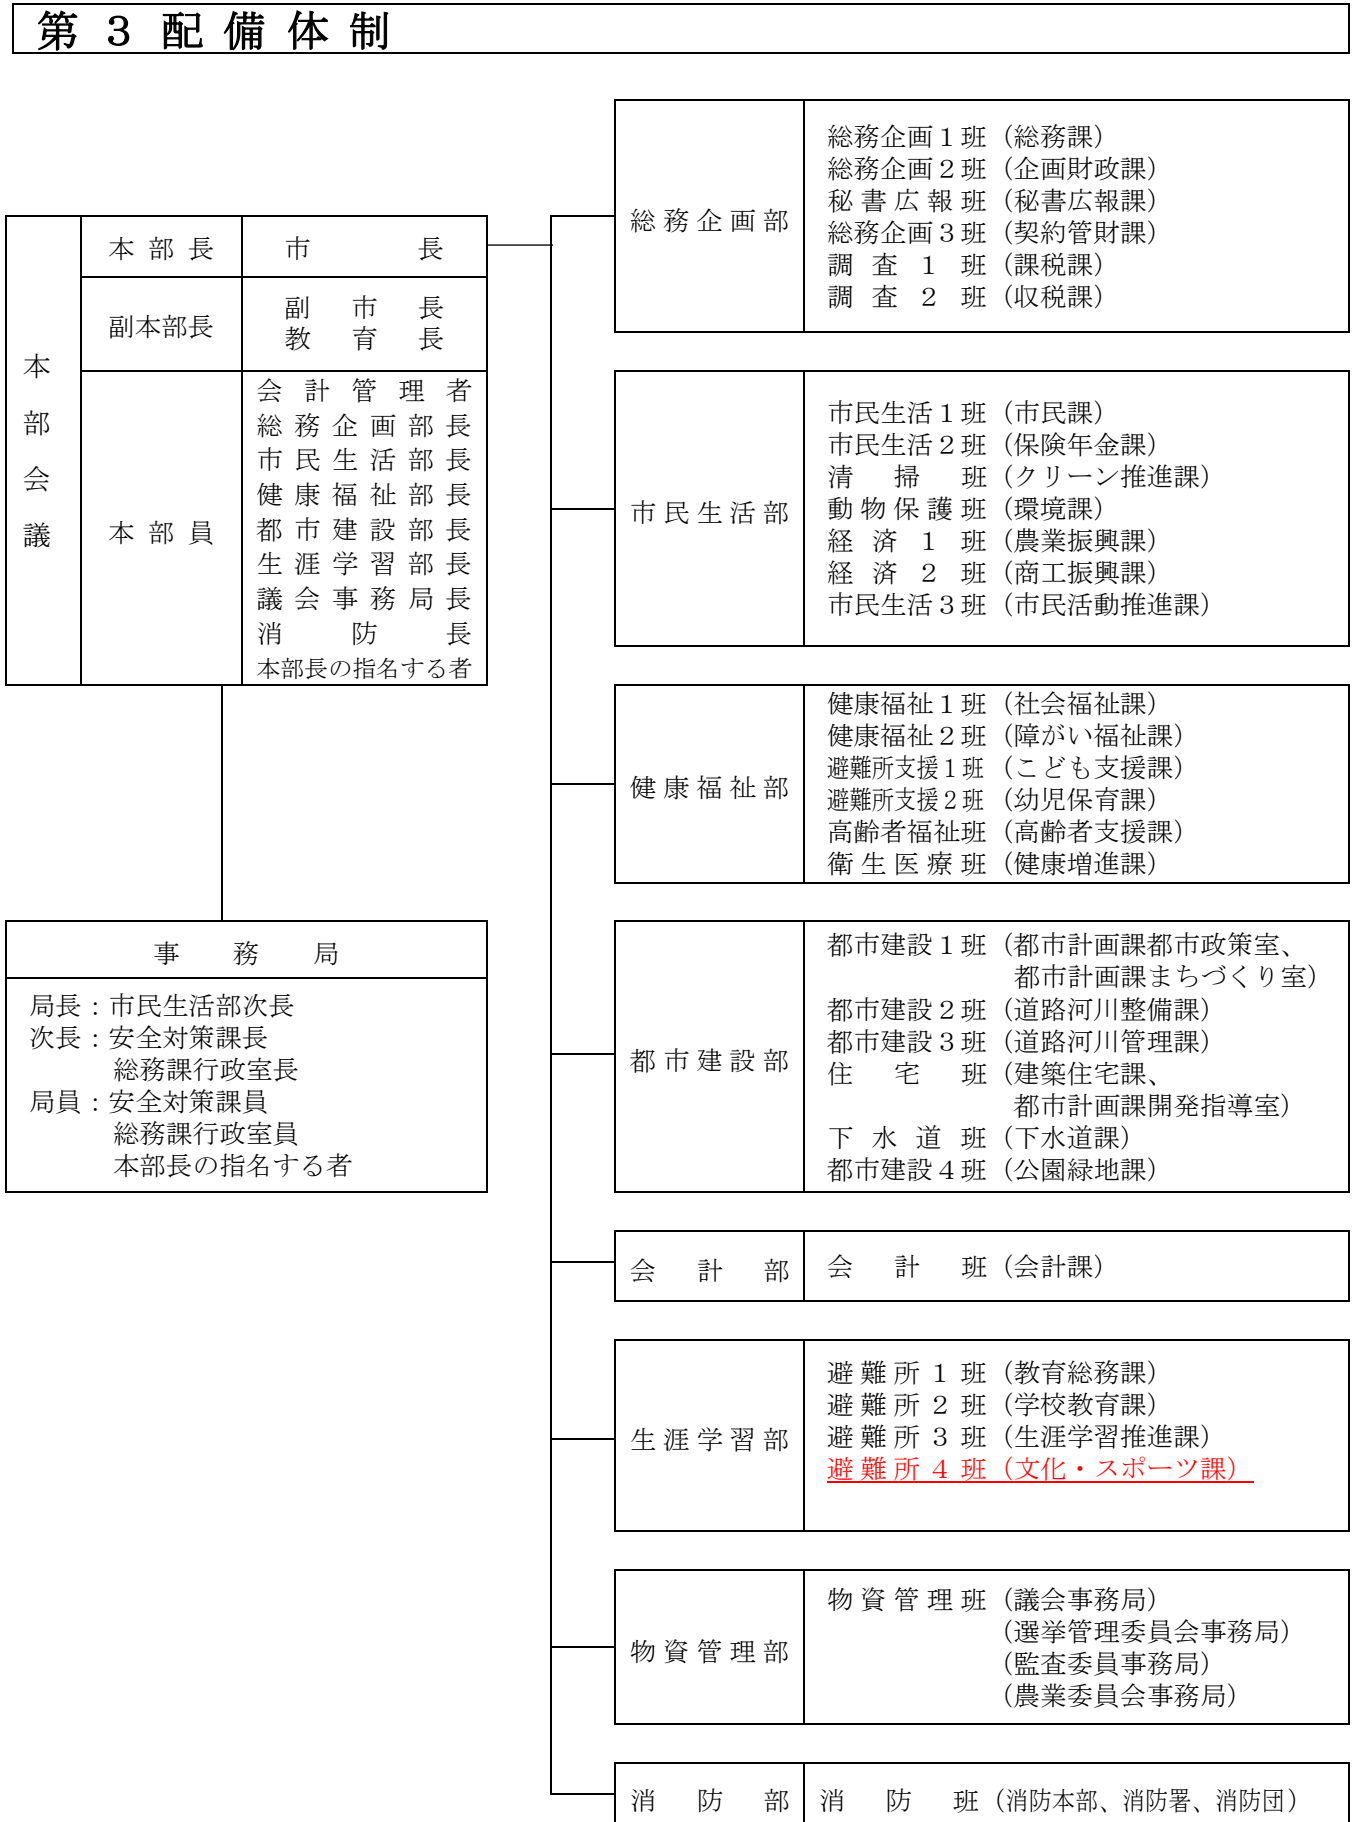 第３配備体制
本部会議
本部長
市長
副本部長
副市長
教育長
本部員
会計管理者
総務企画部長
市民生活部長
健康福祉部長
都市建設部長
生涯学習部長
議会事務局長
消防長
本部長の指名する者
事務局
局長：市民生活部次長
次長：安全対策課長
総務課行政室長
局員：安全対策課員
総務課行政室員
本部長の指名する者
総務企画部
総務企画１班（総務課）
総務企画２班（企画財政課）
秘書広報班（秘書広報課）
総務企画３班（契約管財課）
調査１班（課税課）
調査２班（収税課）
市民生活部
市民生活１班（市民課）
市民生活２班（保険年金課）
清掃班（クリーン推進課）
動物保護班（環境課）
経済１班（農業振興課）
経済２班（商工振興課）
市民生活３班（市民活動推進課）
健康福祉部
健康福祉１班（社会福祉課）
健康福祉２班（障がい福祉課）
避難所支援１班（こども支援課）
避難所支援２班（幼児保育課）
高齢者福祉班（高齢者支援課）
衛生医療班（健康増進課）
都市建設部
都市建設１班（都市計画課都市政策室、
都市計画課まちづくり室）
都市建設２班（道路河川整備課）
都市建設３班（道路河川管理課）
住宅班（建築住宅課、
都市計画課開発指導室）
下水道班（下水道課）
都市建設４班（公園緑地課）
会計部
会計班（会計課）
生涯学習部
避難所１班（教育総務課）
避難所２班（学校教育課）
避難所３班（生涯学習推進課）
避難所４班（文化・スポーツ課）
物資管理部
物資管理班（議会事務局）
（選挙管理委員会事務局）
（監査委員事務局）
（農業委員会事務局）
消防部
消防班（消防本部、消防署、消防団）